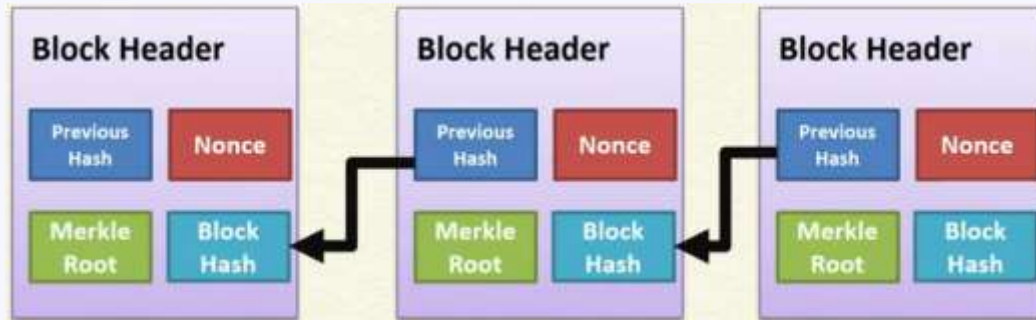 Block Header
Previous
Hash
Nonce
Merkle
Root
Block
Hash
Block Header
Previous
Hash
Nonce
Merkle
Root
Block
Hash
Block Header
Previous
Hash
Nonce
Merkle
Root
Block
Hash